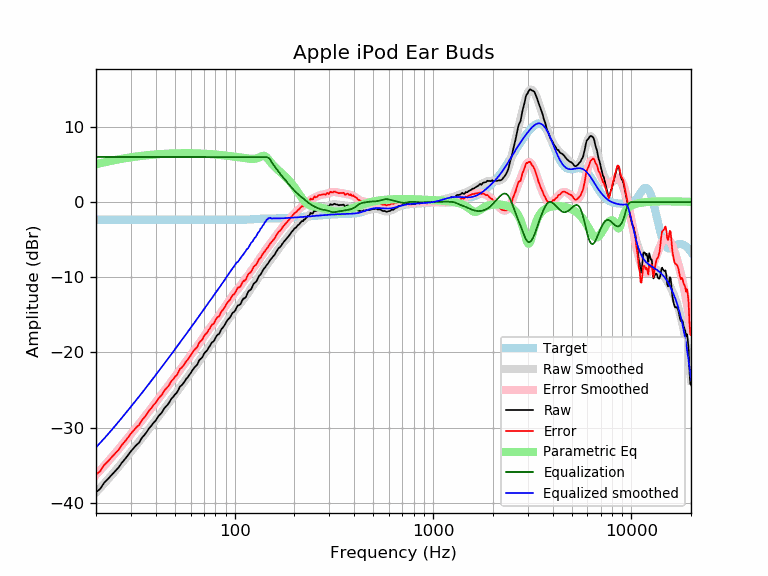 Apple iPod Ear Buds
10
0
−10
−20
−30
−40
Amplitude (dBr)
100
1000
10000
Frequency (Hz)
Target
Raw Smoothed
Error Smoothed
Raw
Error
Parametric Eq
Equalization
Equalized smoothed